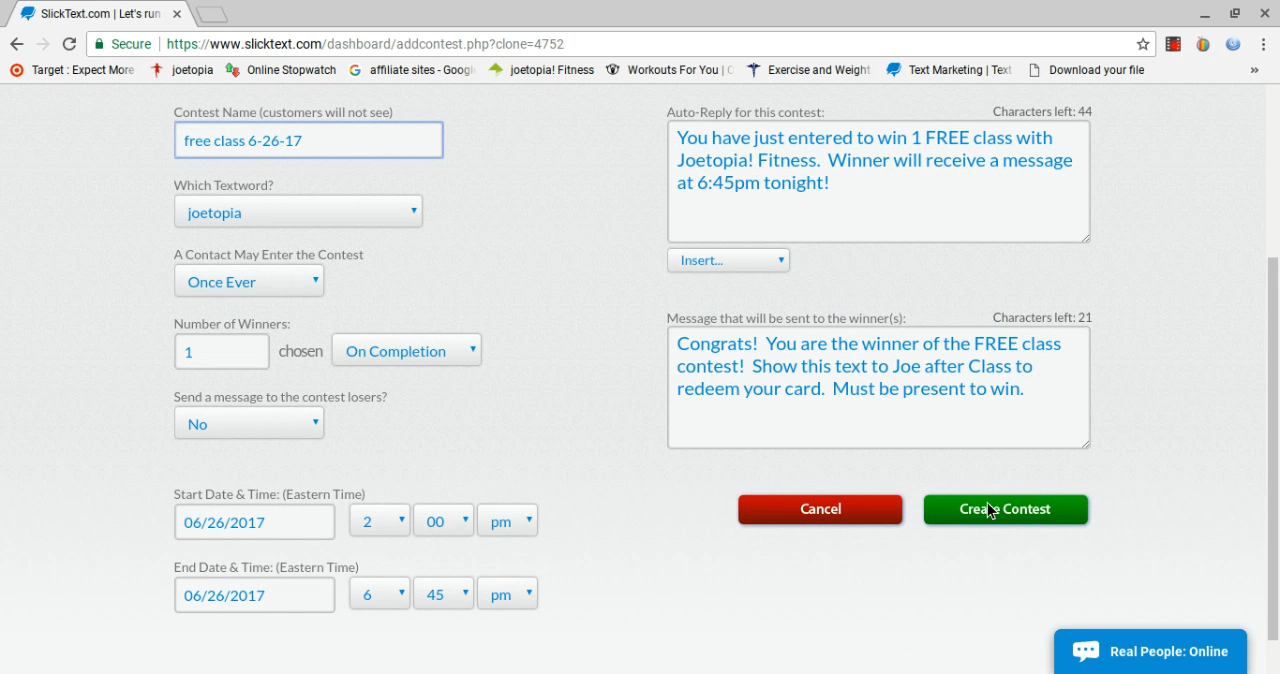 SlickText.com | Let's run
Secure https://www.slicktext.com/dashboard/addcontest.php?clone=4752
Target : Expect More joetopia Online Stopwatch affiliate sites - Googl joetopia! Fitness Workouts For You | C Exercise and Weight Text Marketing | Text Download your file »
Contest Name (customers will not see)
free class 6-26-17
Which Textword?
joetopia
A Contact May Enter the Contest
Once Ever
Number of Winners:
1 chosen On Completion
Send a message to the contest losers?
No
Start Date & Time: (Eastern Time)
06/26/2017 2 00 pm
End Date & Time: (Eastern Time)
06/26/2017 6 45 pm
Auto-Reply for this contest: Characters left: 44
You have just entered to win 1 FREE class with
Joetopia! Fitness. Winner will receive a message
at 6:45pm tonight!
Insert...
Message that will be sent to the winner(s): Characters left: 21
Congrats! You are the winner of the FREE class
contest! Show this text to Joe after Class to
redeem your card. Must be present to win.
Cancel Create Contest
Real People: Online